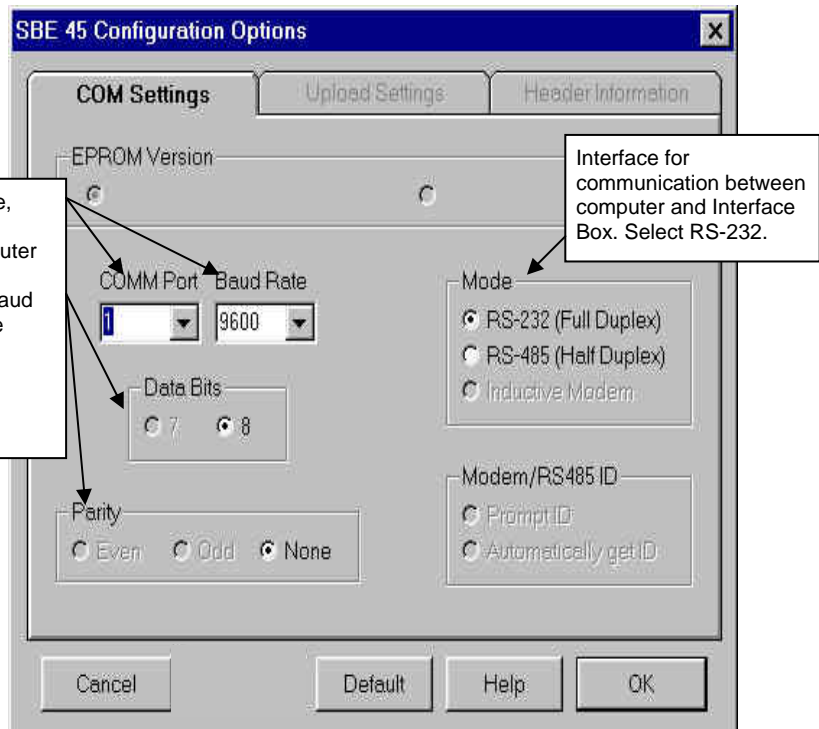 SBE 45 Configuration Options
COM Settings
Upload Settings
Header Information
EPROM Version
Interface for
communication between
computer and Interface
Box. Select RS-232.
COMM Port
Baud Rate
1
9600
Data Bits
7 8
Parity
Even Odd None
Mode
RS-232 (Full Duplex)
RS-485 (Half Duplex)
Inductive Modem
Modem/RS485 ID
Prompt ID
Automatically get ID
Cancel
Default
Help
OK